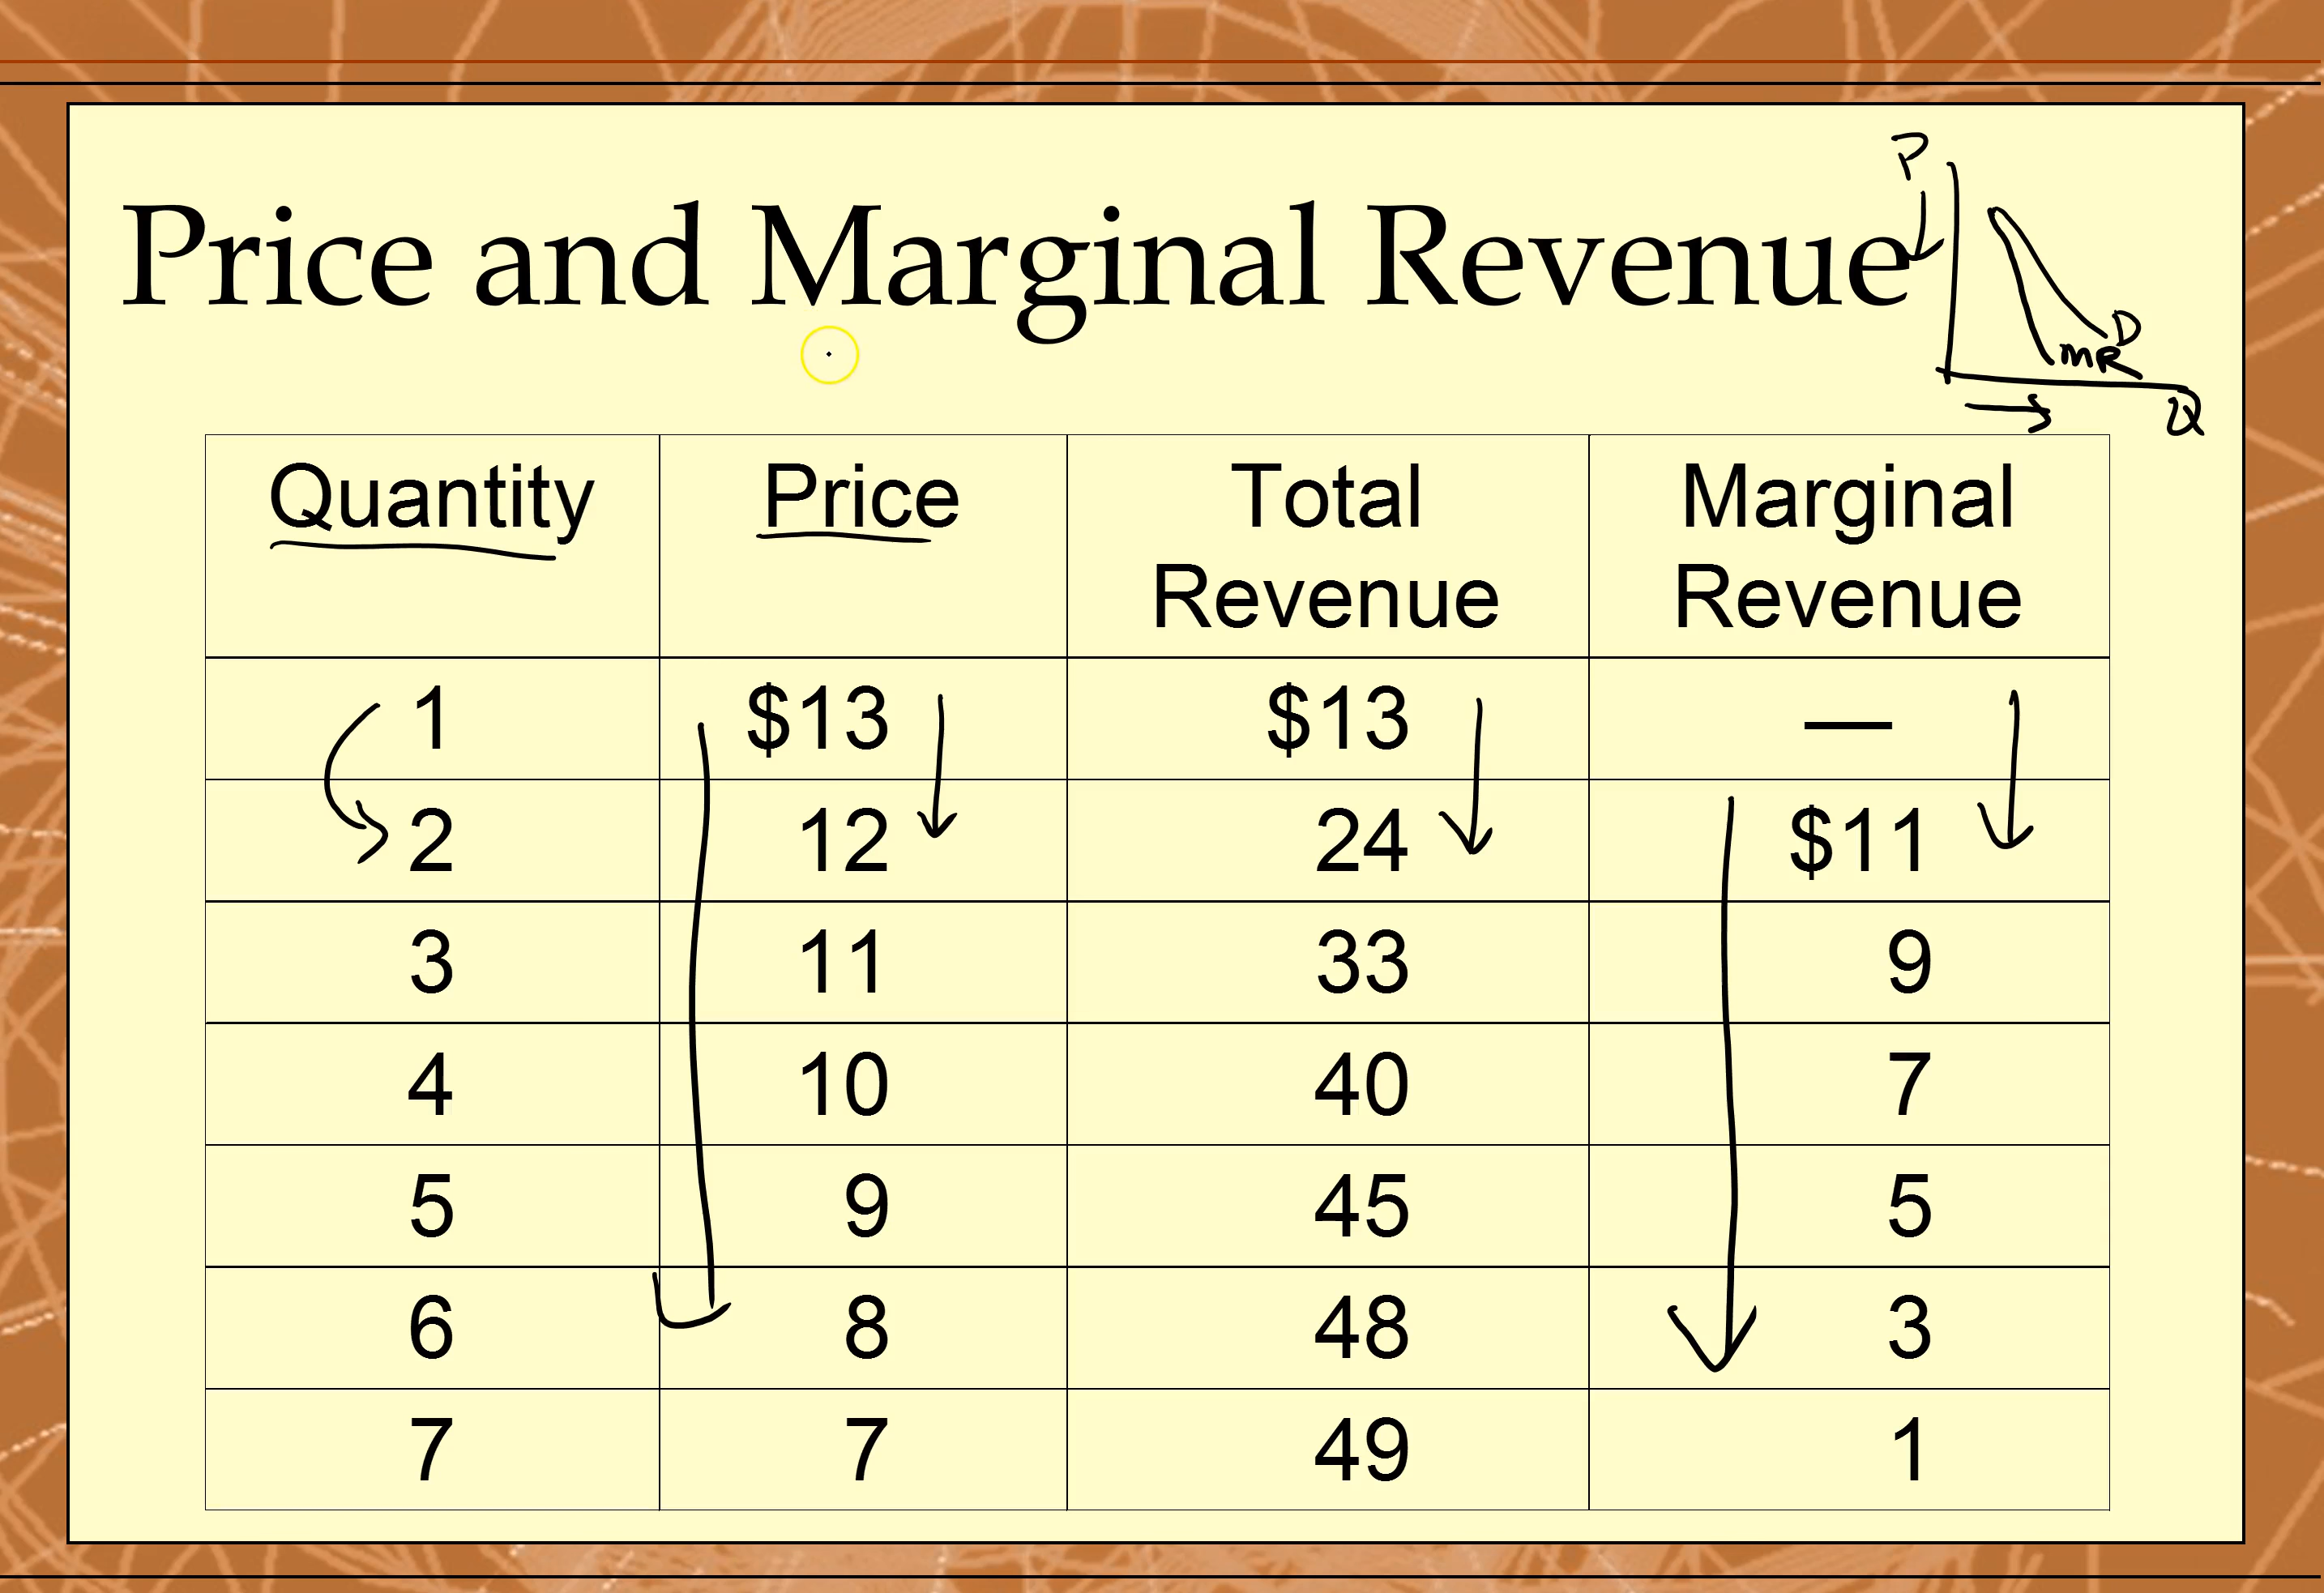 P
Price and Marginal Revenue
D
MR
Q
Quantity Price Total Revenue Marginal Revenue
1 $13 $13 —
2 12 24 $11
3 11 33 9
4 10 40 7
5 9 45 5
6 8 48 3
7 7 49 1